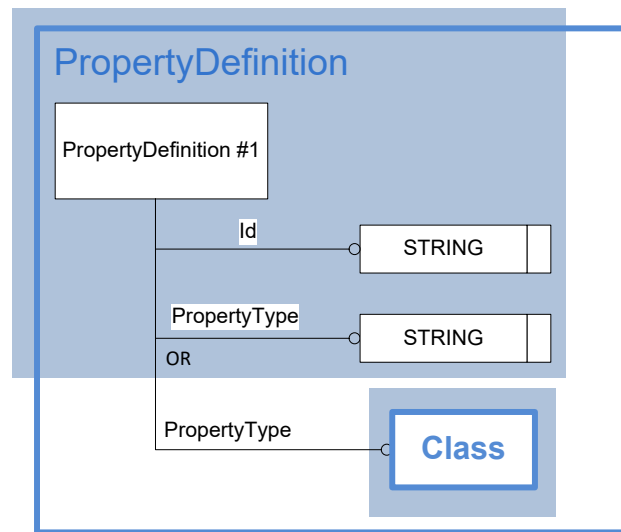 PropertyDefinition
PropertyDefinition #1
Id
STRING
PropertyType
STRING
OR
PropertyType
Class